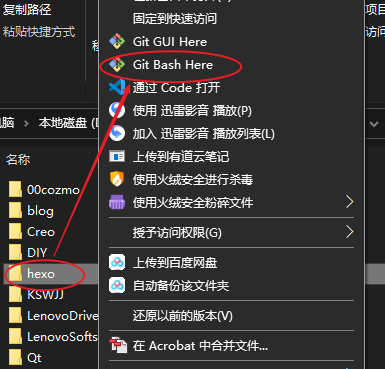 复制路径
粘贴快捷方式
项目
固定到快速访问
Git GUI Here
Git Bash Here
通过 Code 打开
使用 迅雷影音 播放(P)
加入 迅雷影音 播放列表(L)
上传到有道云笔记
使用火绒安全进行杀毒
使用火绒安全粉碎文件
授予访问权限(G)
上传到百度网盘
自动备份该文件夹
还原以前的版本(V)
在 Acrobat 中合并文件...
电脑
本地磁盘
名称
00cozmo
blog
Creo
DIY
hexo
KSWJJ
LenovoDrive
LenovoSofts
Qt